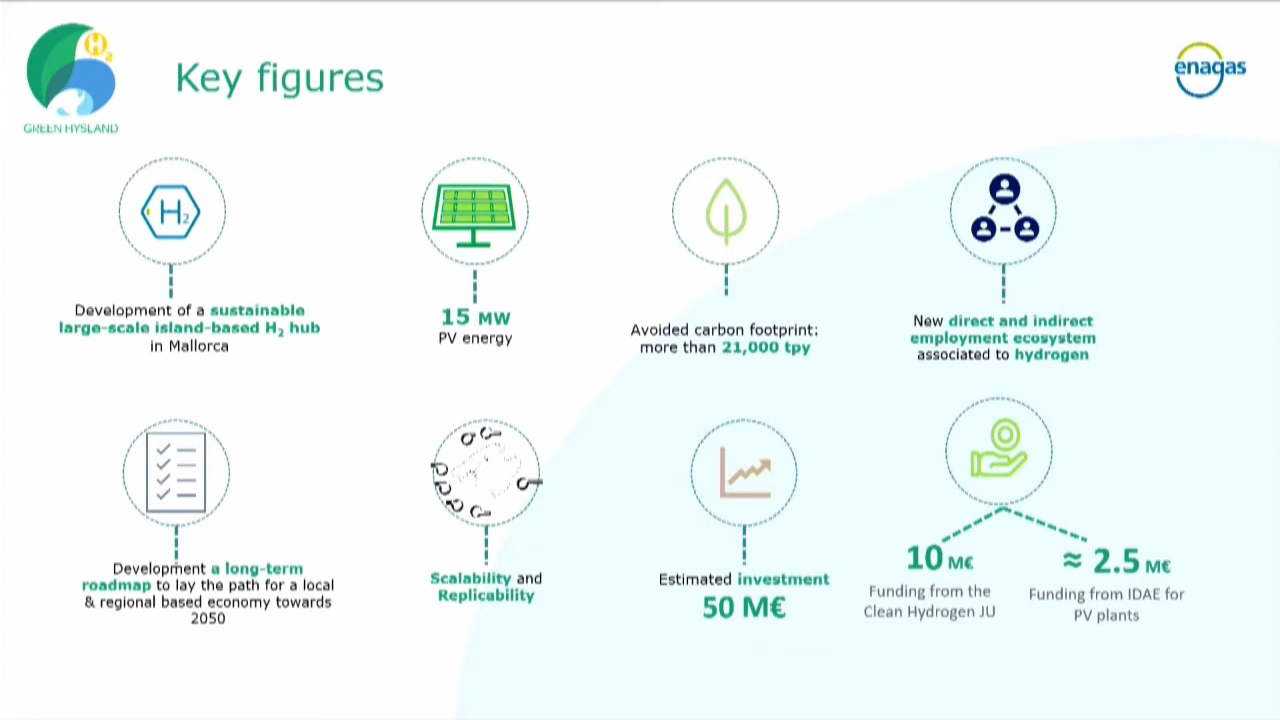 H2
GREEN HYSLAND
Key figures
enagas
H2
Development of a sustainable
large-scale island-based H2 hub
in Mallorca
15 MW
PV energy
Avoided carbon footprint:
more than 21,000 tpy
New direct and indirect
employment ecosystem
associated to hydrogen
Development a long-term
roadmap to lay the path for a local
& regional based economy towards
2050
Scalability and
Replicability
Estimated investment
50 M€
10 M€
Funding from the
Clean Hydrogen JU
≈ 2.5 M€
Funding from IDAE for
PV plants